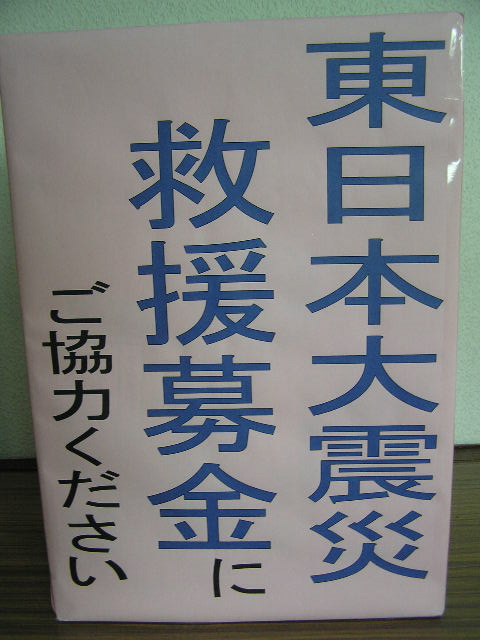 東日本大震災
救援募金に
ご協力ください